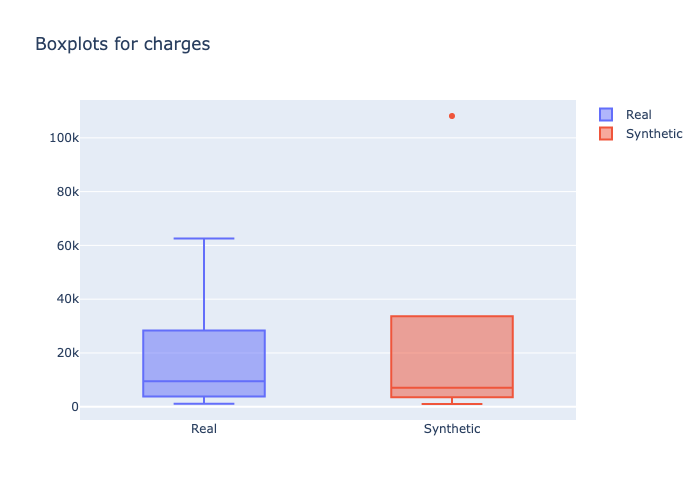 Boxplots for charges
Real
Synthetic
100k
80k
60k
40k
20k
0
Real
Synthetic